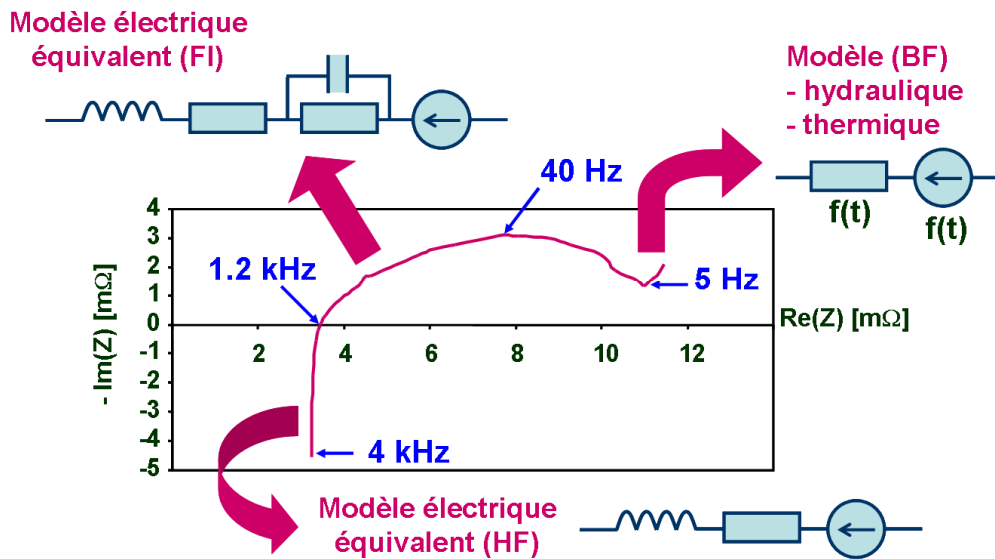 Modèle électrique
équivalent (FI)
Modèle (BF)
- hydraulique
- thermique
f(t)
f(t)
40 Hz
1.2 kHz
5 Hz
4 kHz
- Im(Z) [mΩ]
4
3
2
1
0
-1
-2
-3
-4
-5
2 4 6 8 10 12
Re(Z) [mΩ]
Modèle électrique
équivalent (HF)